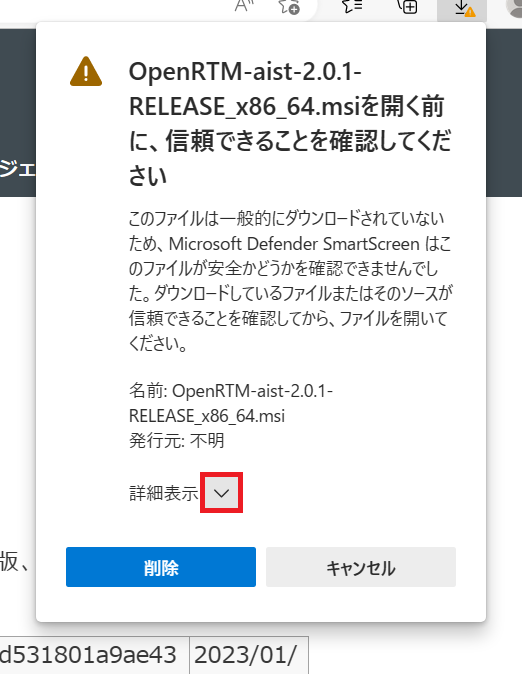 ジェ
OpenRTM-aist-2.0.1-
RELEASE_x86_64.msiを開く前
に、信頼できることを確認してくだ
さい
このファイルは一般的にダウンロードされていない
ため、Microsoft Defender SmartScreen はこ
のファイルが安全かどうかを確認できませんでし
た。ダウンロードしているファイルまたはそのソースが
信頼できることを確認してから、ファイルを開いて
ください。
名前: OpenRTM-aist-2.0.1-
RELEASE_x86_64.msi
発行元: 不明
詳細表示
版、
削除
キャンセル
d531801a9ae43
2023/01/